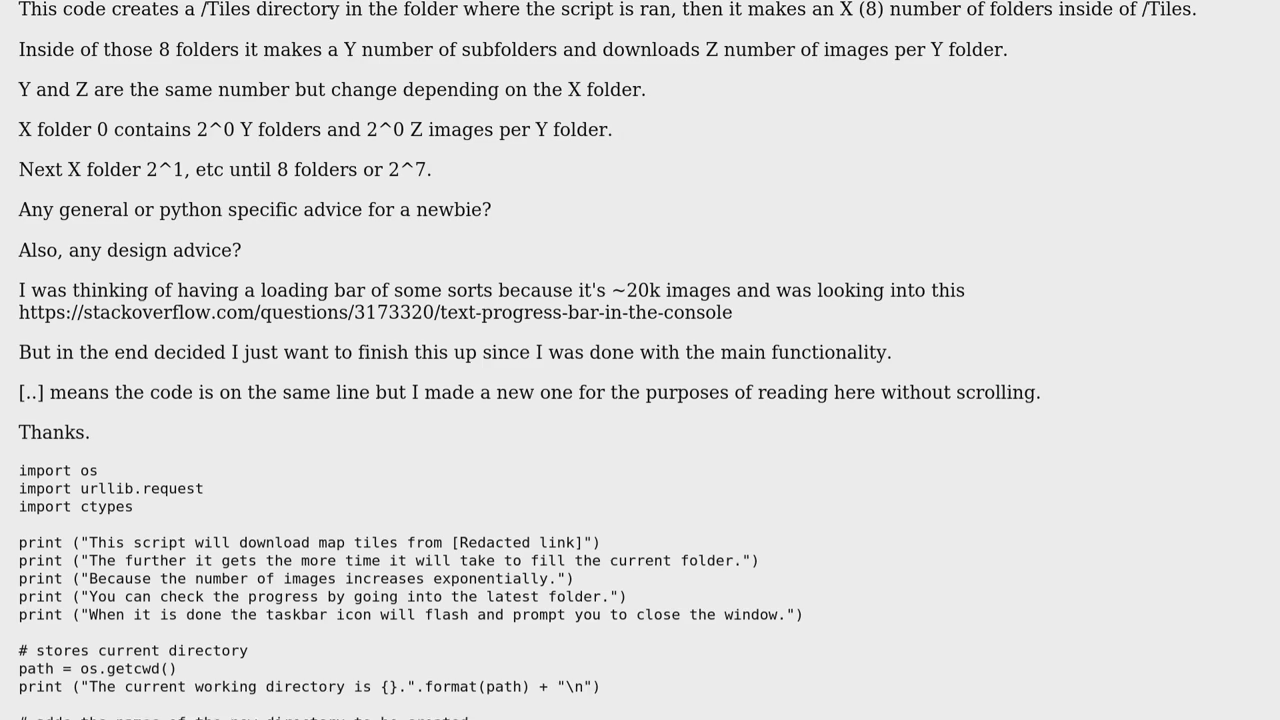 This code creates a /Tiles directory in the folder where the script is ran, then it makes an X (8) number of folders inside of /Tiles.
Inside of those 8 folders it makes a Y number of subfolders and downloads Z number of images per Y folder.
Y and Z are the same number but change depending on the X folder.
X folder 0 contains 2^0 Y folders and 2^0 Z images per Y folder.
Next X folder 2^1, etc until 8 folders or 2^7.
Any general or python specific advice for a newbie?
Also, any design advice?
I was thinking of having a loading bar of some sorts because it's ~20k images and was looking into this
https://stackoverflow.com/questions/3173320/text-progress-bar-in-the-console
But in the end decided I just want to finish this up since I was done with the main functionality.
[..] means the code is on the same line but I made a new one for the purposes of reading here without scrolling.
Thanks.
import os
import urllib.request
import ctypes
print ("This script will download map tiles from [Redacted link]")
print ("The further it gets the more time it will take to fill the current folder.")
print ("Because the number of images increases exponentially.")
print ("You can check the progress by going into the latest folder.")
print ("When it is done the taskbar icon will flash and prompt you to close the window.")
# stores current directory
path = os.getcwd()
print ("The current working directory is {}.".format(path) + "\n")